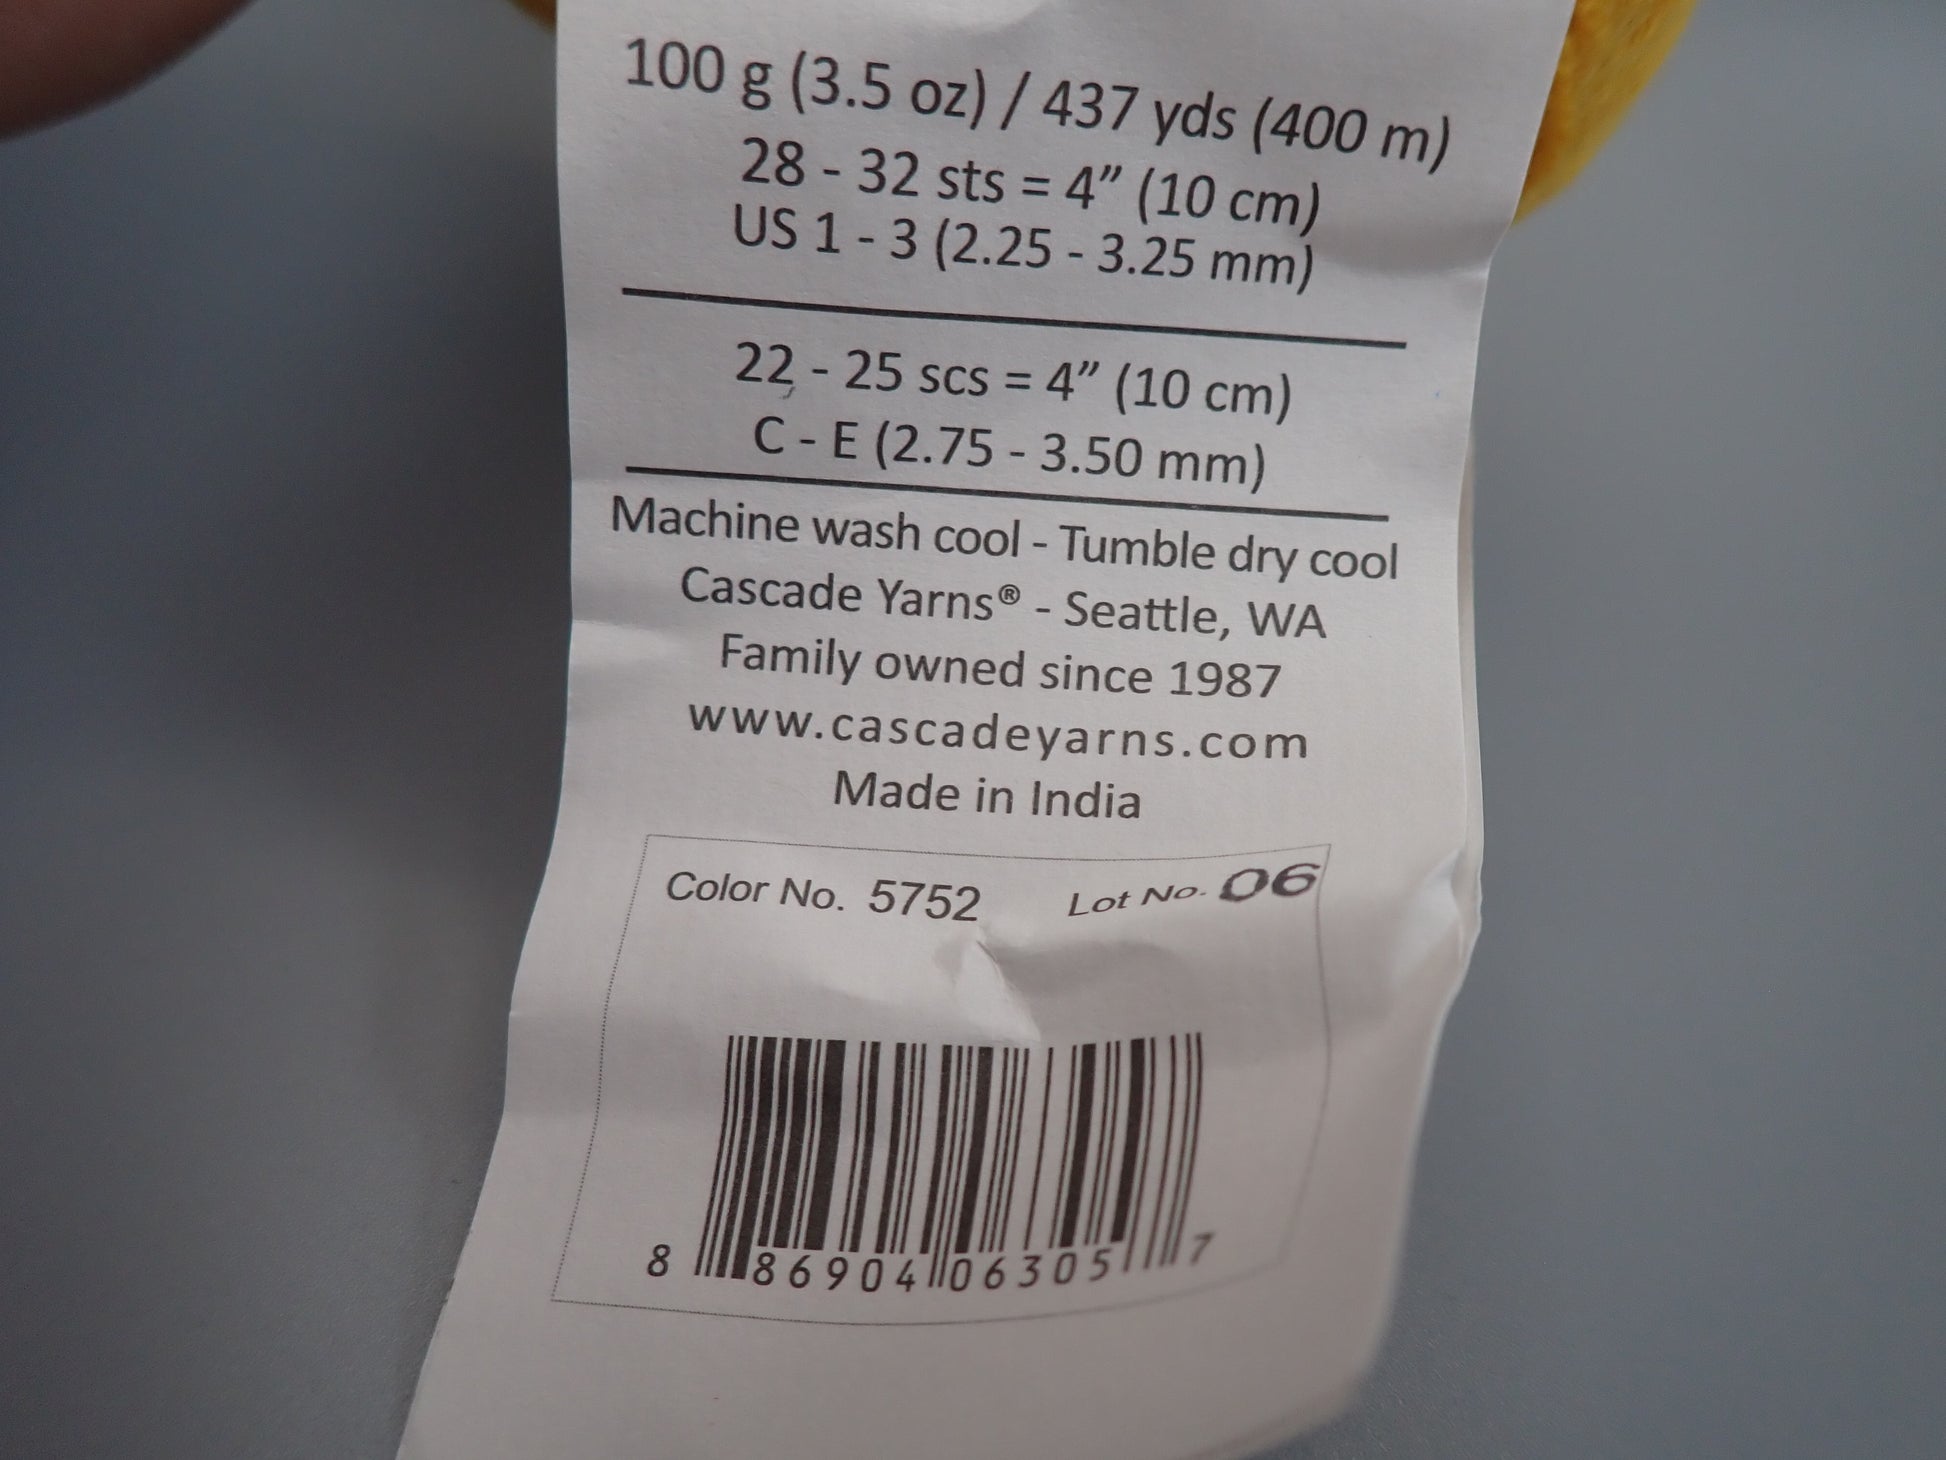 100 g (3.5 oz) / 437 yds (400 m)
28 - 32 sts = 4” (10 cm)
US 1 - 3 (2.25 - 3.25 mm)
22 - 25 scs = 4” (10 cm)
C - E (2.75 - 3.50 mm)
Machine wash cool - Tumble dry cool
Cascade Yarns® - Seattle, WA
Family owned since 1987
www.cascadeyarns.com
Made in India
Color No. 5752 Lot No. 06
8 86904 06305 7